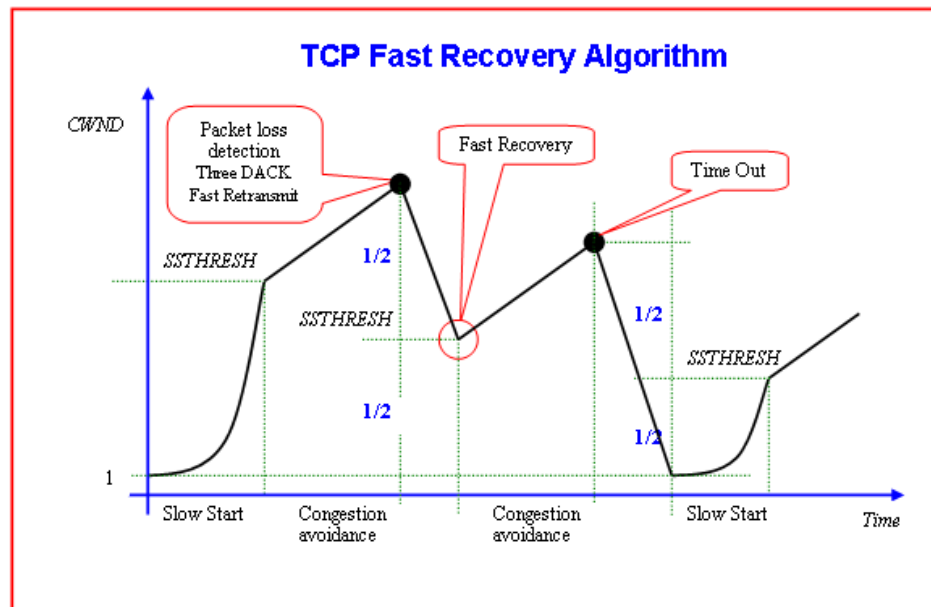 TCP Fast Recovery Algorithm
CWND
Packet loss
detection
Three DACK
Fast Retransmit
Fast Recovery
Time Out
SSTHRESH
1/2
SSTHRESH
1/2
1/2
SSTHRESH
1/2
1
Slow Start
Congestion
avoidance
Congestion
avoidance
Slow Start
Time